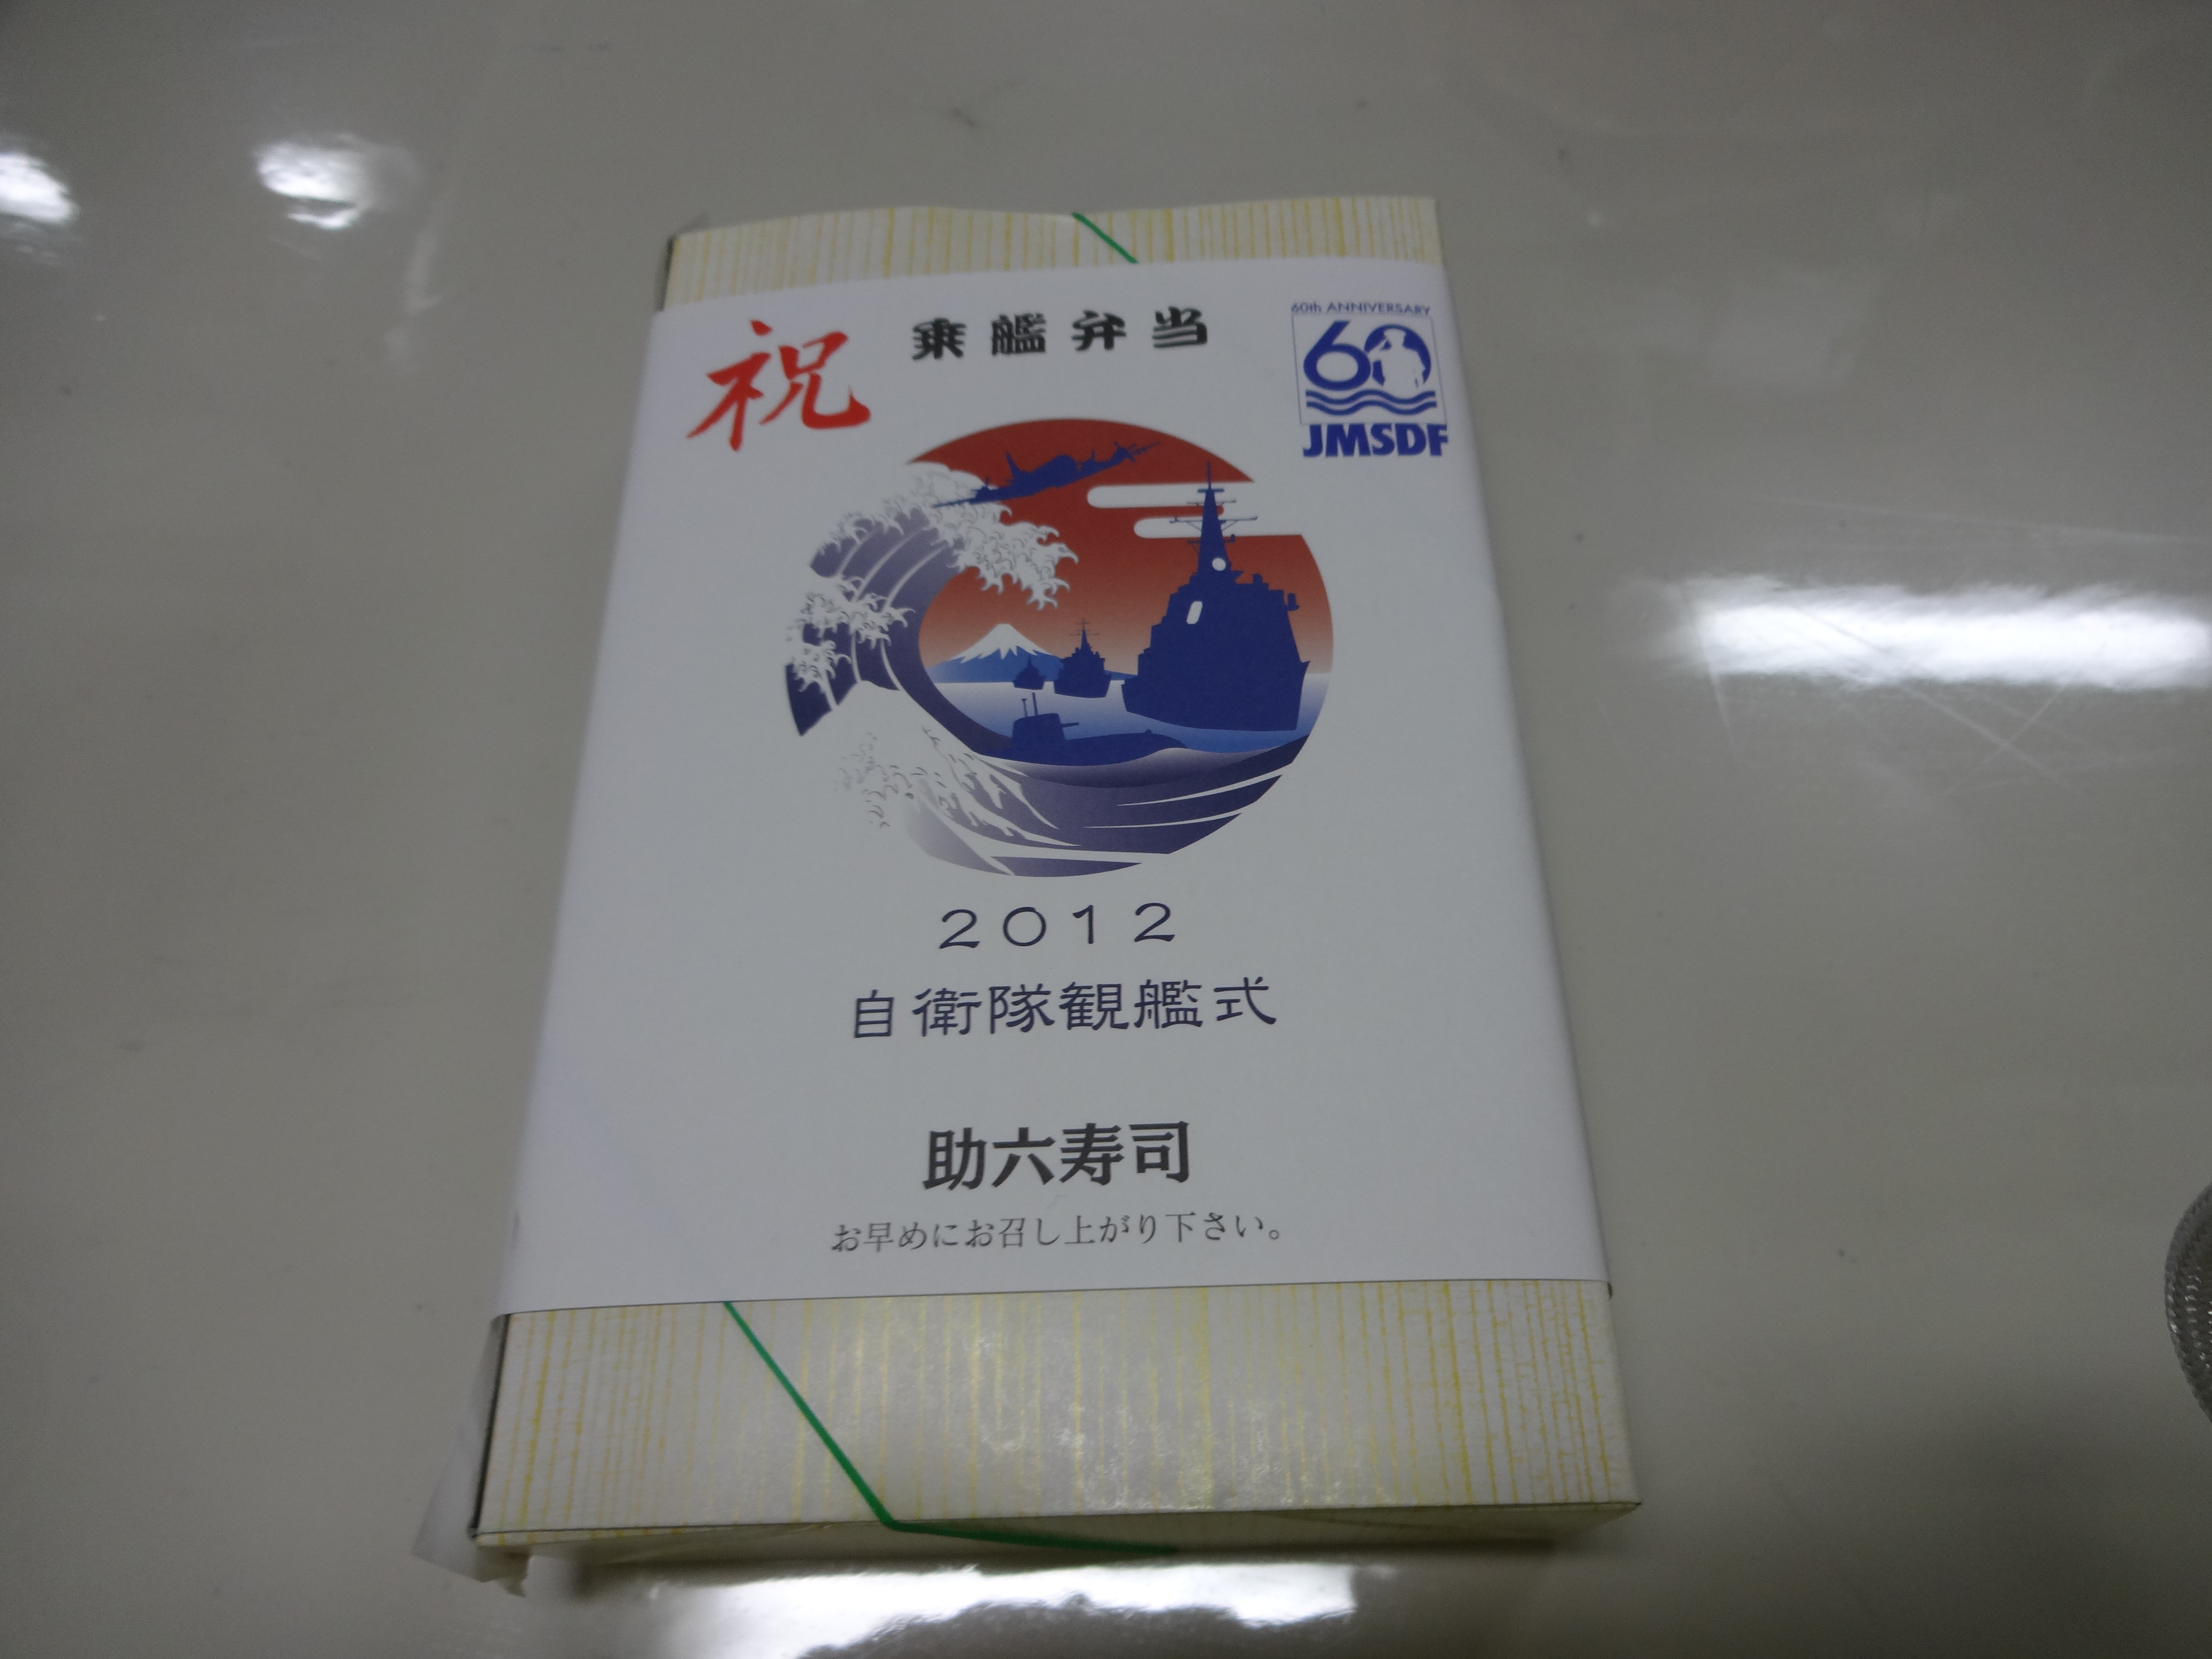 祝
乗艦弁当
60th ANNIVERSARY
60
JMSDF
2012
自衛隊観艦式
助六寿司
お早めにお召し上がり下さい。